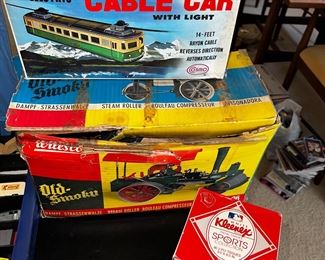 CABLE CAR
WITH LIGHT
14-FEET
RAYON CABLE
REVERSES DIRECTION
AUTOMATICALLY
Cosmo
Old-
Smoky
DAMPF-STRASSENWALZE STEAM ROLLER ROULEAU COMPRESSEUR
Wilesco
Old-
Smoky
DAMPF-STRASSENWALZE STEAM ROLLER ROULEAU COMPRESSEUR
Kleenex
SPORTS